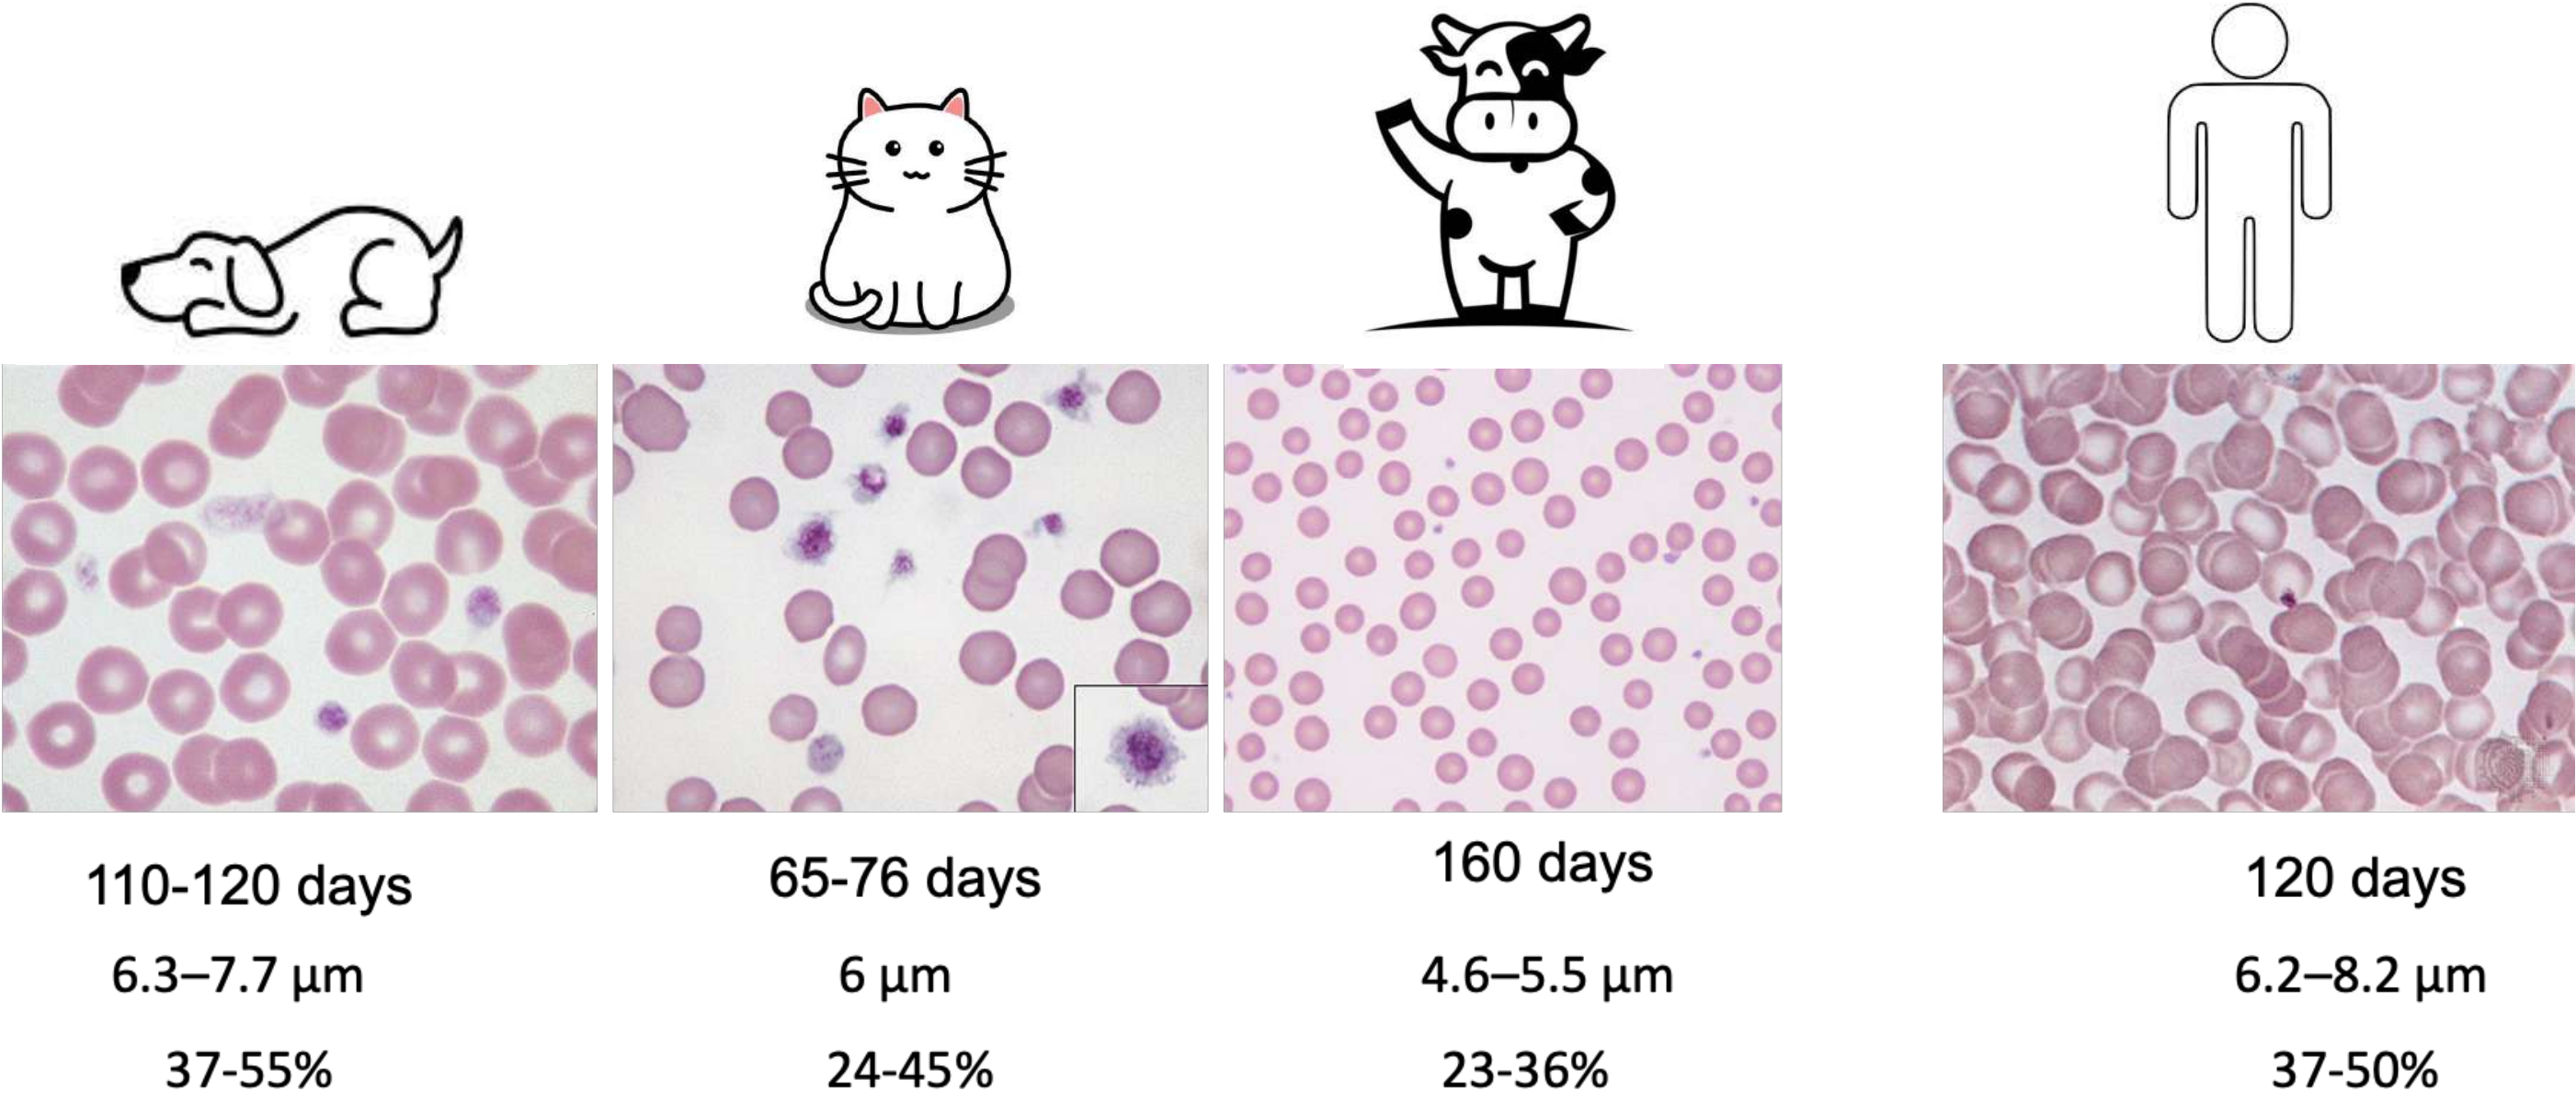 110-120 days
65-76 days
160 days
120 days
6.3–7.7 µm
6 µm
4.6–5.5 µm
6.2–8.2 µm
37-55%
24-45%
23-36%
37-50%